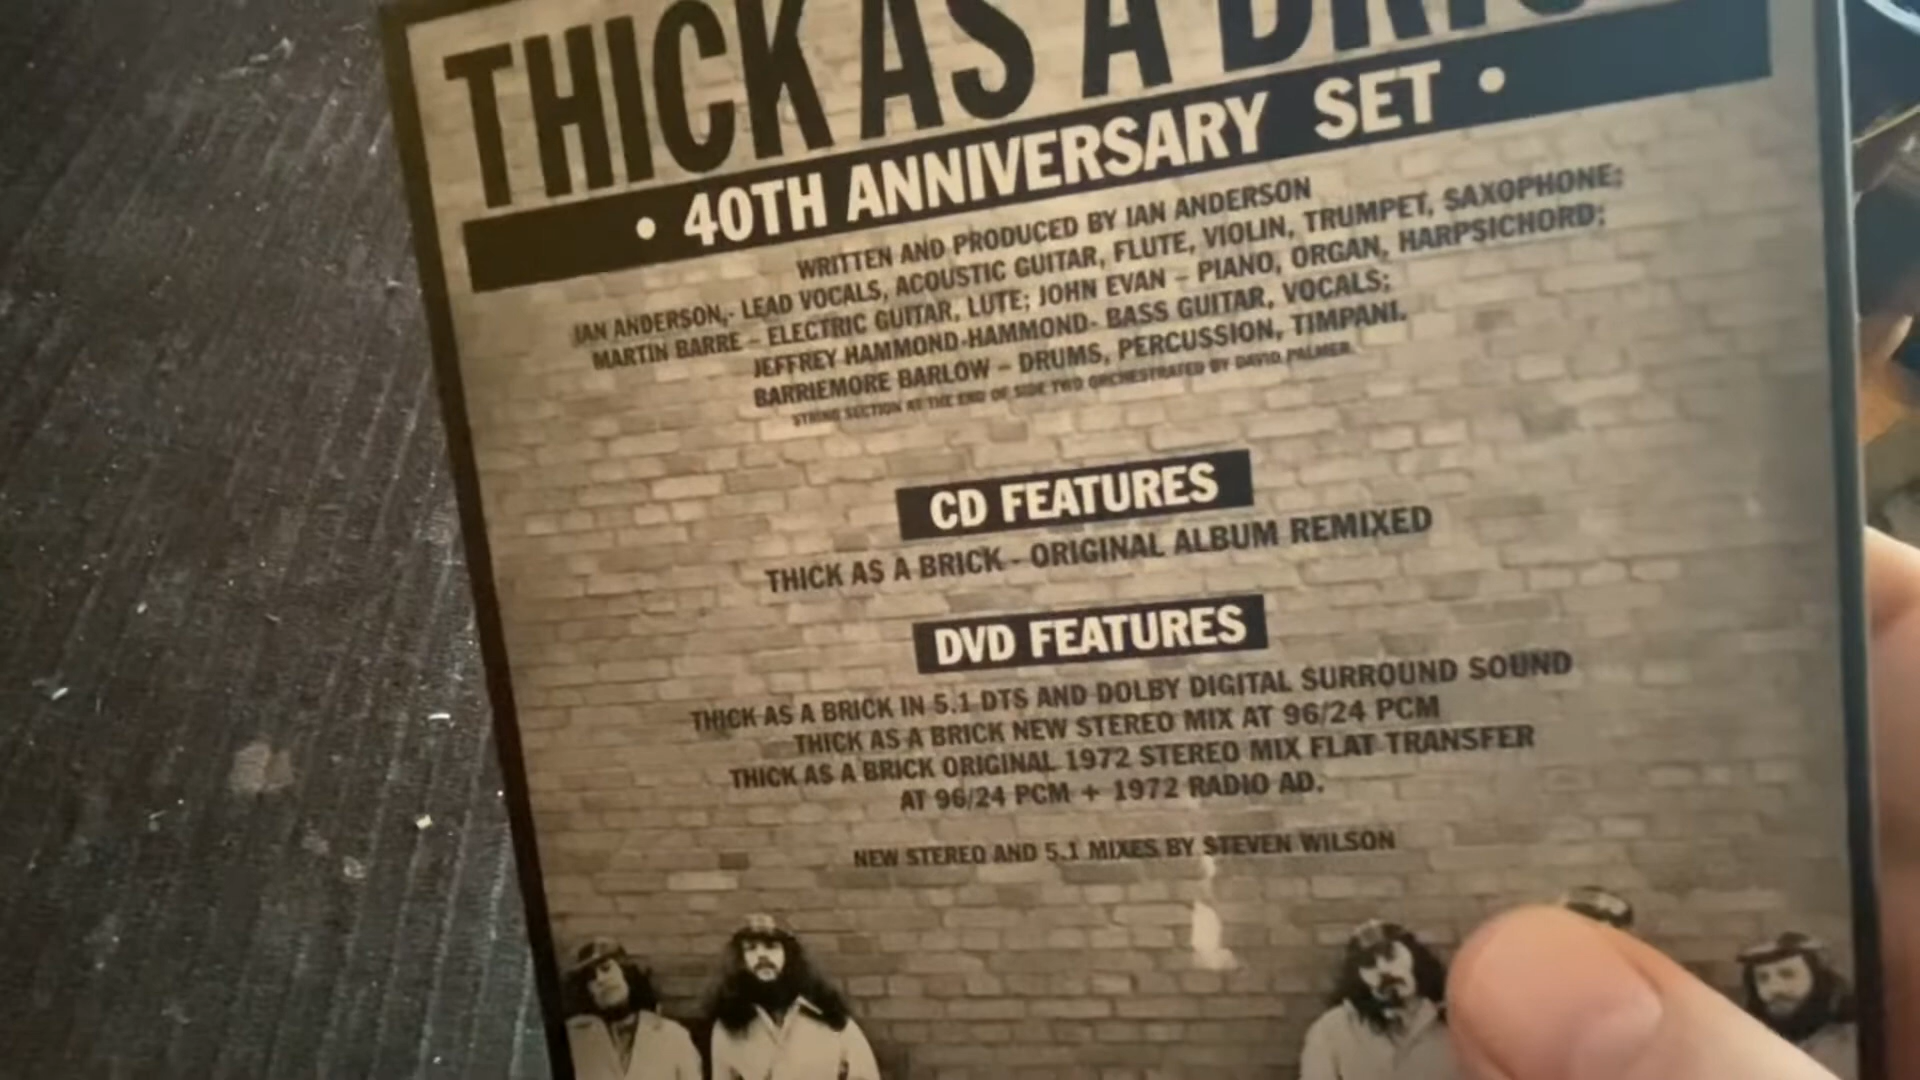 THICK AS A BRIC
• 40TH ANNIVERSARY SET •
WRITTEN AND PRODUCED BY IAN ANDERSON
IAN ANDERSON,- LEAD VOCALS, ACOUSTIC GUITAR, FLUTE, VIOLIN, TRUMPET, SAXOPHONE;
MARTIN BARRE – ELECTRIC GUITAR, LUTE; JOHN EVAN – PIANO, ORGAN, HARPSICHORD;
JEFFREY HAMMOND-HAMMOND- BASS GUITAR, VOCALS;
BARRIEMORE BARLOW – DRUMS, PERCUSSION, TIMPANI.
STRING SECTION AT THE END OF SIDE TWO ORCHESTRATED BY DAVID PALMER
CD FEATURES
THICK AS A BRICK - ORIGINAL ALBUM REMIXED
DVD FEATURES
THICK AS A BRICK IN 5.1 DTS AND DOLBY DIGITAL SURROUND SOUND
THICK AS A BRICK NEW STEREO MIX AT 96/24 PCM
THICK AS A BRICK ORIGINAL 1972 STEREO MIX FLAT TRANSFER
AT 96/24 PCM + 1972 RADIO AD.
NEW STEREO AND 5.1 MIXES BY STEVEN WILSON